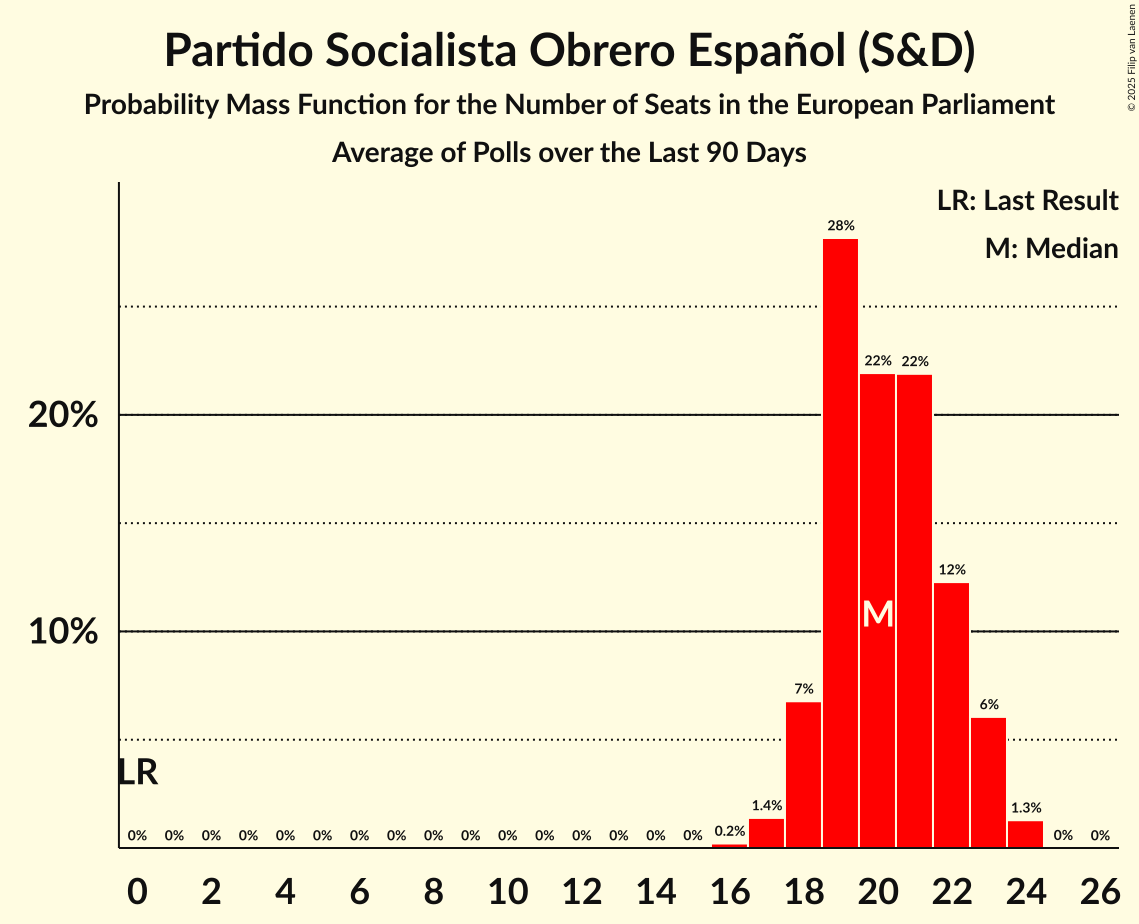 Partido Socialista Obrero Español (S&D)
Probability Mass Function for the Number of Seats in the European Parliament
Average of Polls over the Last 90 Days
© 2025 Filip van Laenen
LR: Last Result
M: Median
28%
22% 22%
20%
12%
M
10%
7%
6%
LR
1.4% 1.3%
0% 0% 0% 0% 0% 0% 0% 0% 0% 0% 0% 0% 0% 0% 0% 0% 0.2% 0% 0%
0 2 4 6 8 10 12 14 16 18 20 22 24 26